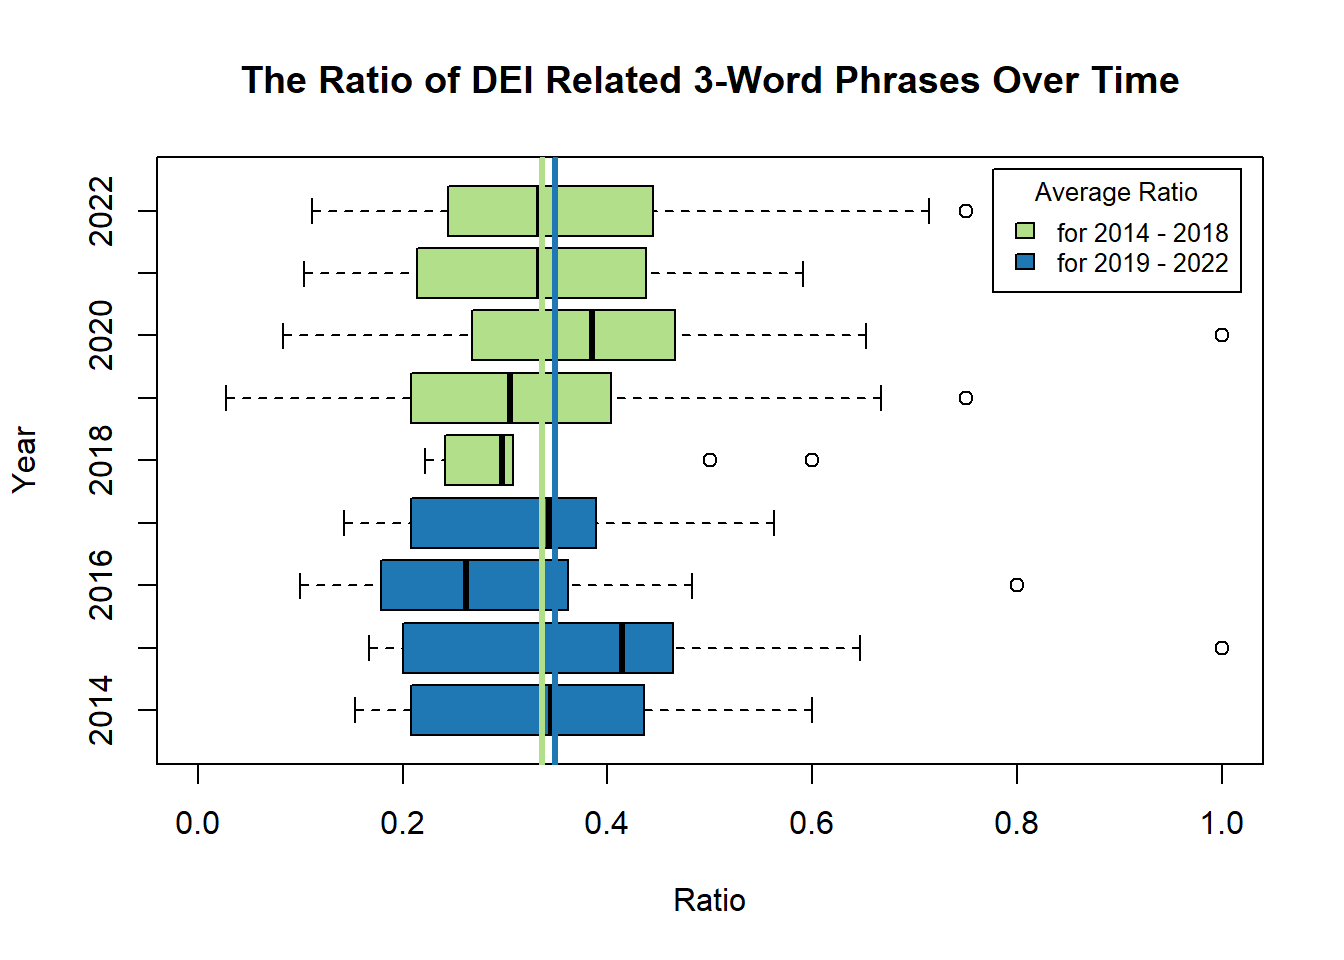 The Ratio of DEI Related 3-Word Phrases Over Time
Average Ratio
for 2014 - 2018
for 2019 - 2022
Year
2022
2020
2018
2016
2014
0.0 0.2 0.4 0.6 0.8 1.0
Ratio